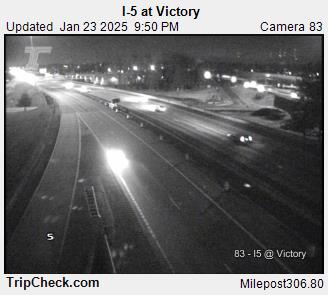 I-5 at Victory
Updated Jan 23 2025 9:50 PM Camera 83
S
83 - I5 @ Victory
TripCheck.com Milepost306.80